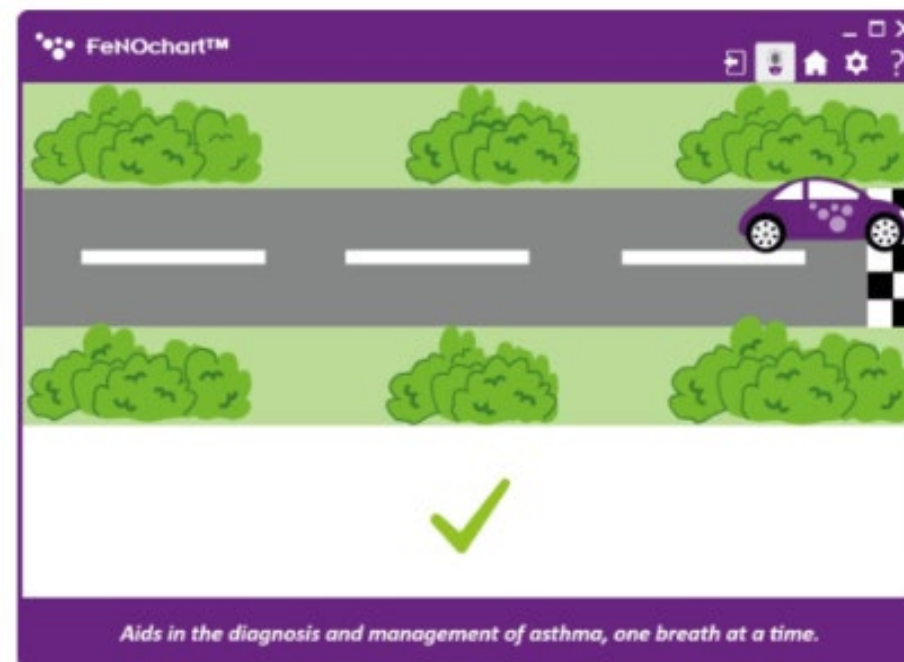 FeNOchart™
?
Aids in the diagnosis and management of asthma, one breath at a time.